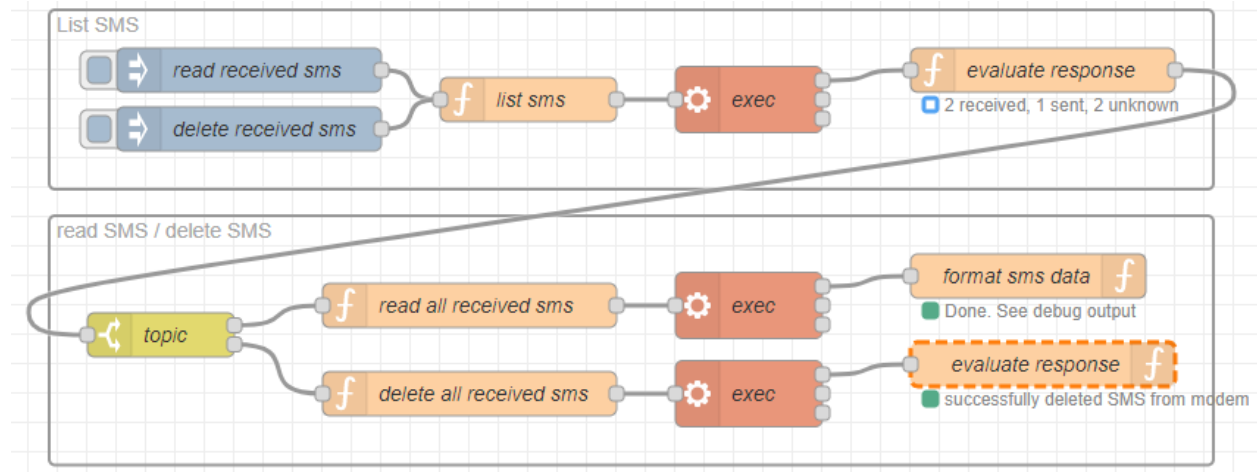 List SMS
read received sms
delete received sms
list sms
exec
evaluate response
2 received, 1 sent, 2 unknown
read SMS / delete SMS
topic
read all received sms
exec
format sms data
Done. See debug output
delete all received sms
exec
evaluate response
successfully deleted SMS from modem